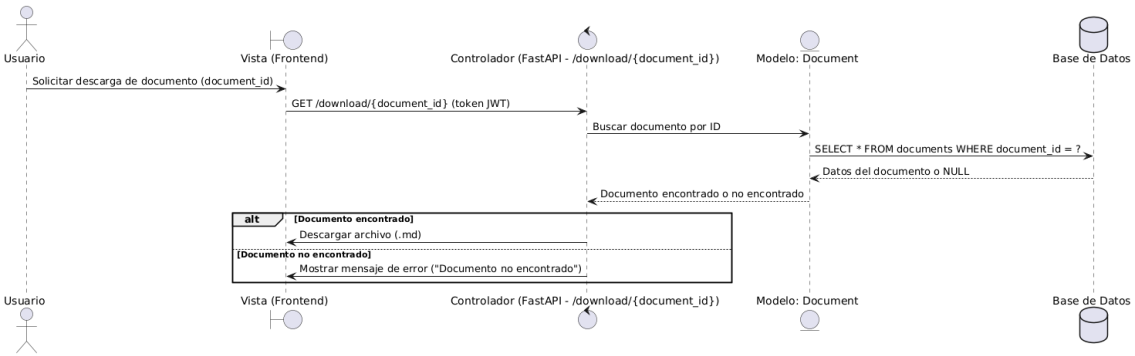 Usuario
Vista (Frontend)
Controlador (FastAPI - /download/{document_id})
Modelo: Document
Base de Datos
Solicitar descarga de documento (document_id)
GET /download/{document_id} (token JWT)
Buscar documento por ID
SELECT * FROM documents WHERE document_id = ?
Datos del documento o NULL
Documento encontrado o no encontrado
alt [Documento encontrado]
Descargar archivo (.md)
[Documento no encontrado]
Mostrar mensaje de error ("Documento no encontrado")
Usuario
Vista (Frontend)
Controlador (FastAPI - /download/{document_id})
Modelo: Document
Base de Datos